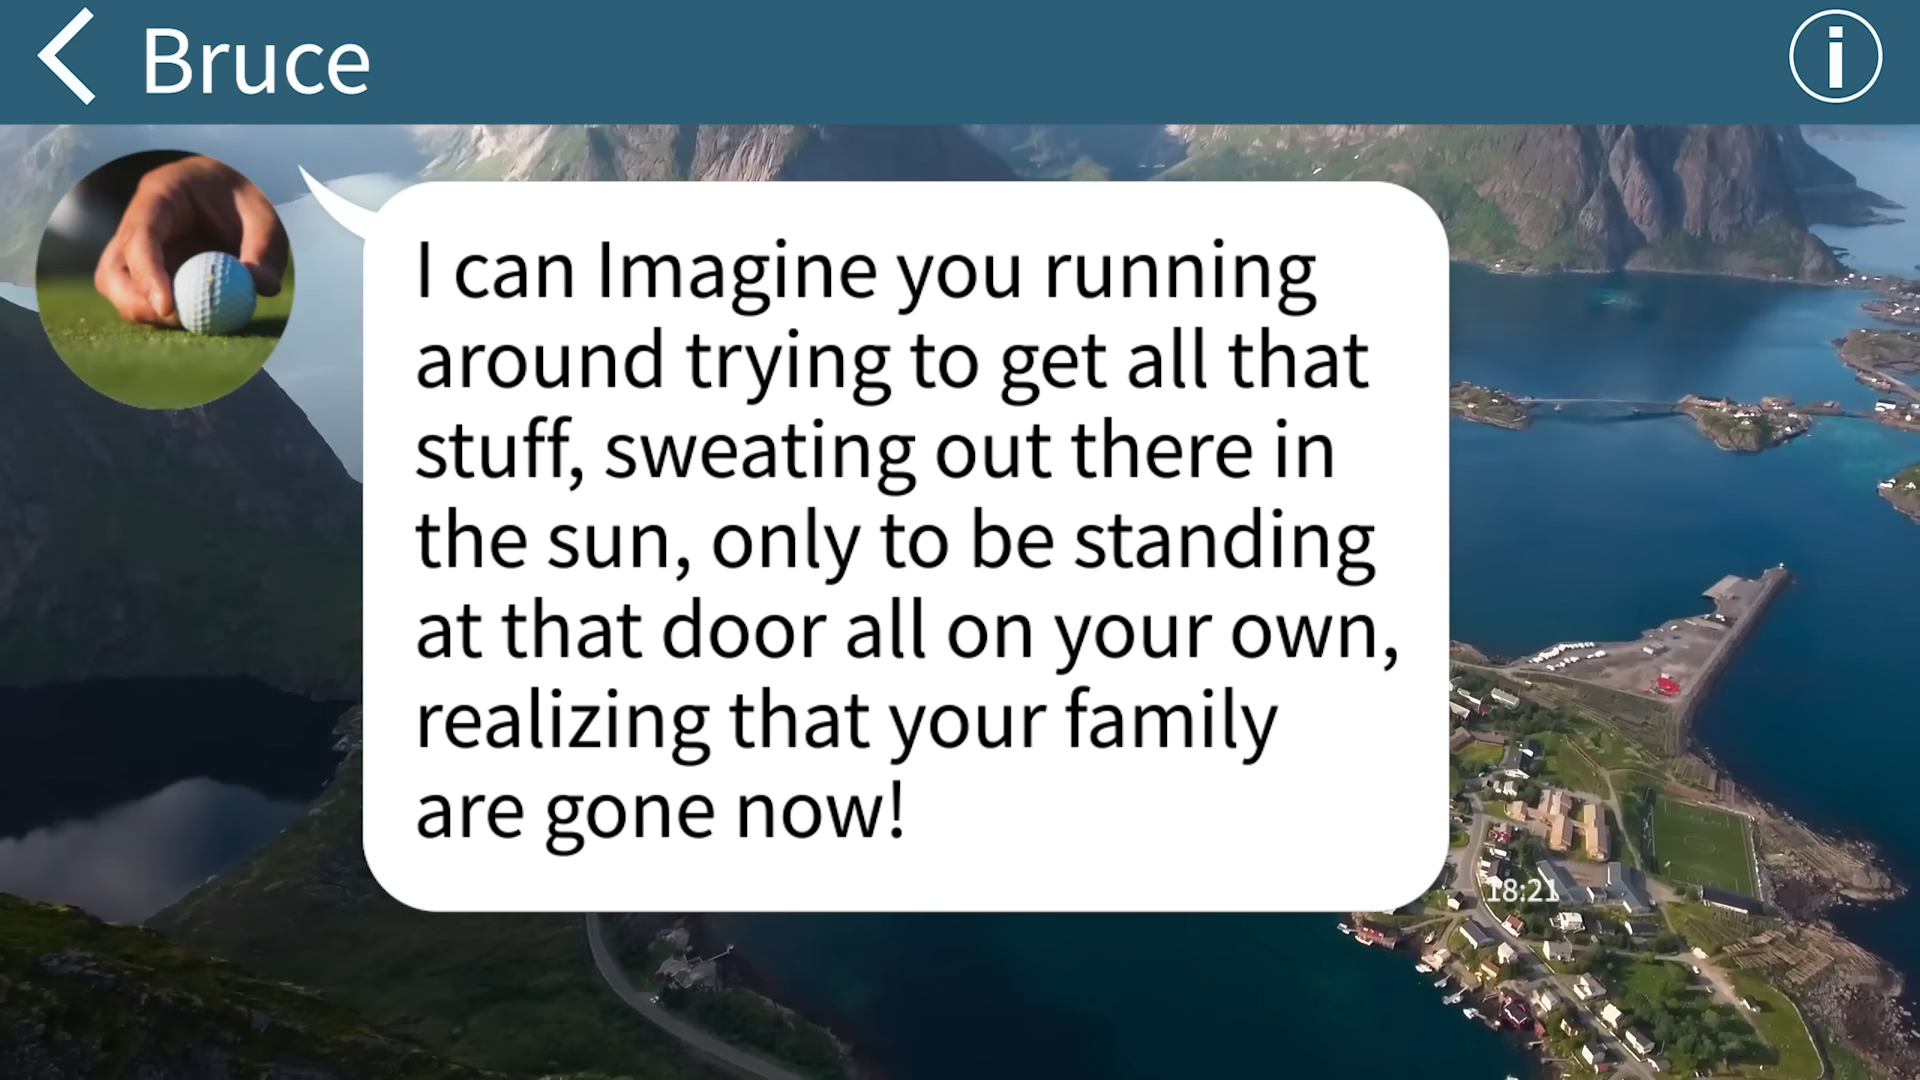 Bruce
I can Imagine you running
around trying to get all that
stuff, sweating out there in
the sun, only to be standing
at that door all on your own,
realizing that your family
are gone now!
18:21